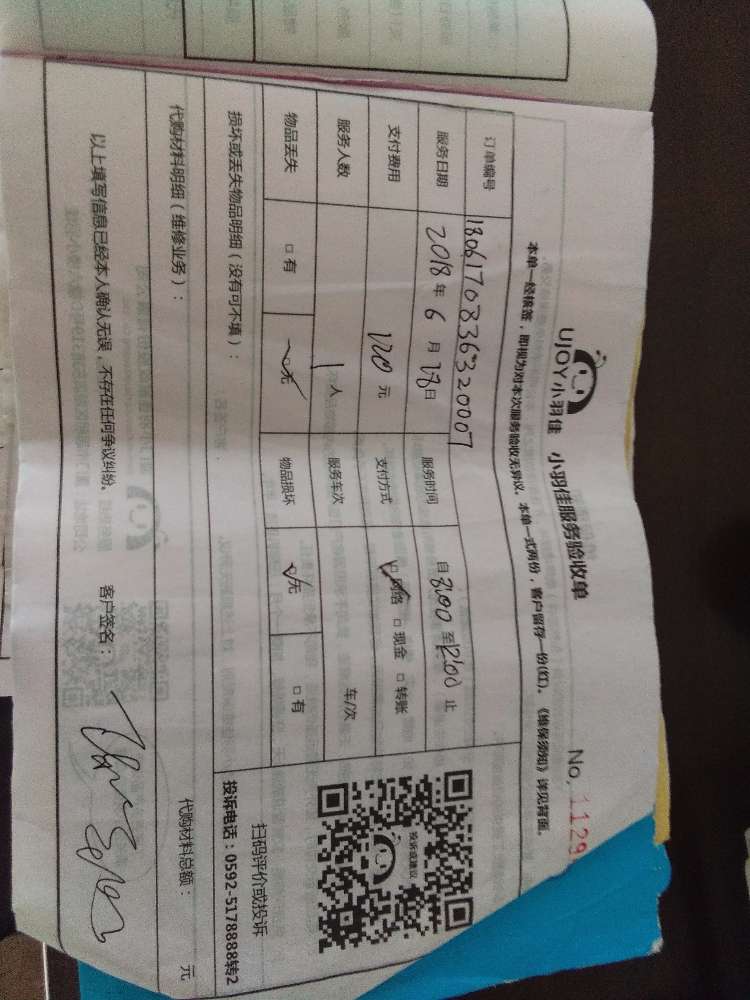 UJOY小羽佳 小羽佳服务验收单
No. 1129
本单一经核签，即视为对本次服务验收无异议。本单一式两份，客户留存一份(红)。《维保须知》详见背面。
订单编号 1806170836320007
服务日期 2018年6月18日 服务时间 自8:00至12:00止
支付费用 120元 支付方式 网络 现金 转账
服务人数 1人 服务车次 车/次
物品丢失 有 无 物品损坏 无 有
投诉或建议
扫码评价或投诉
投诉电话：0592-5178888转2
损坏或丢失物品明细（没有可不填）：
代购材料明细（维修业务）： 代购材料总额： 元
以上填写信息已经本人确认无误，不存在任何争议纠纷。 客户签名：